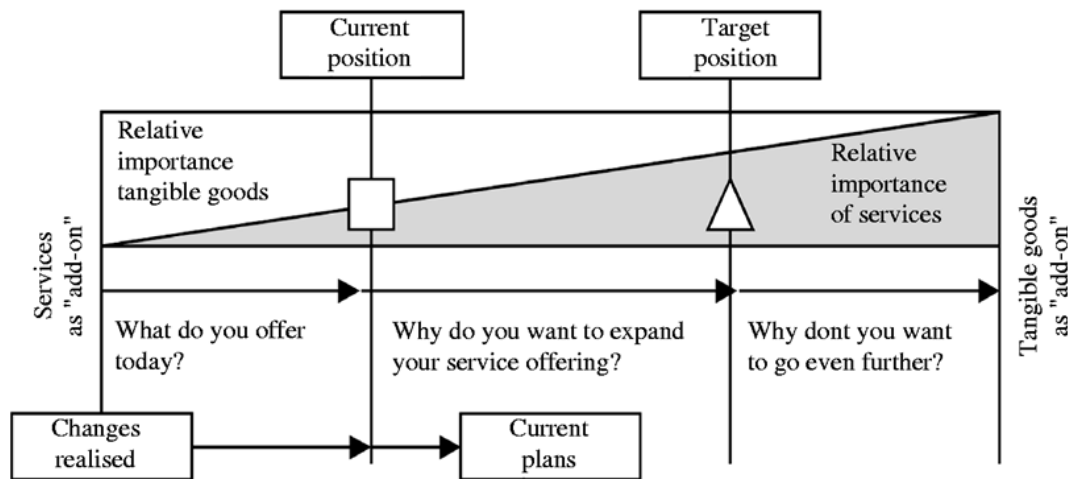 Current
position
Target
position
Relative
importance
tangible goods
Relative
importance
of services
Services
as "add-on"
Tangible goods
as "add-on"
What do you offer
today?
Why do you want to expand
your service offering?
Why dont you want
to go even further?
Changes
realised
Current
plans